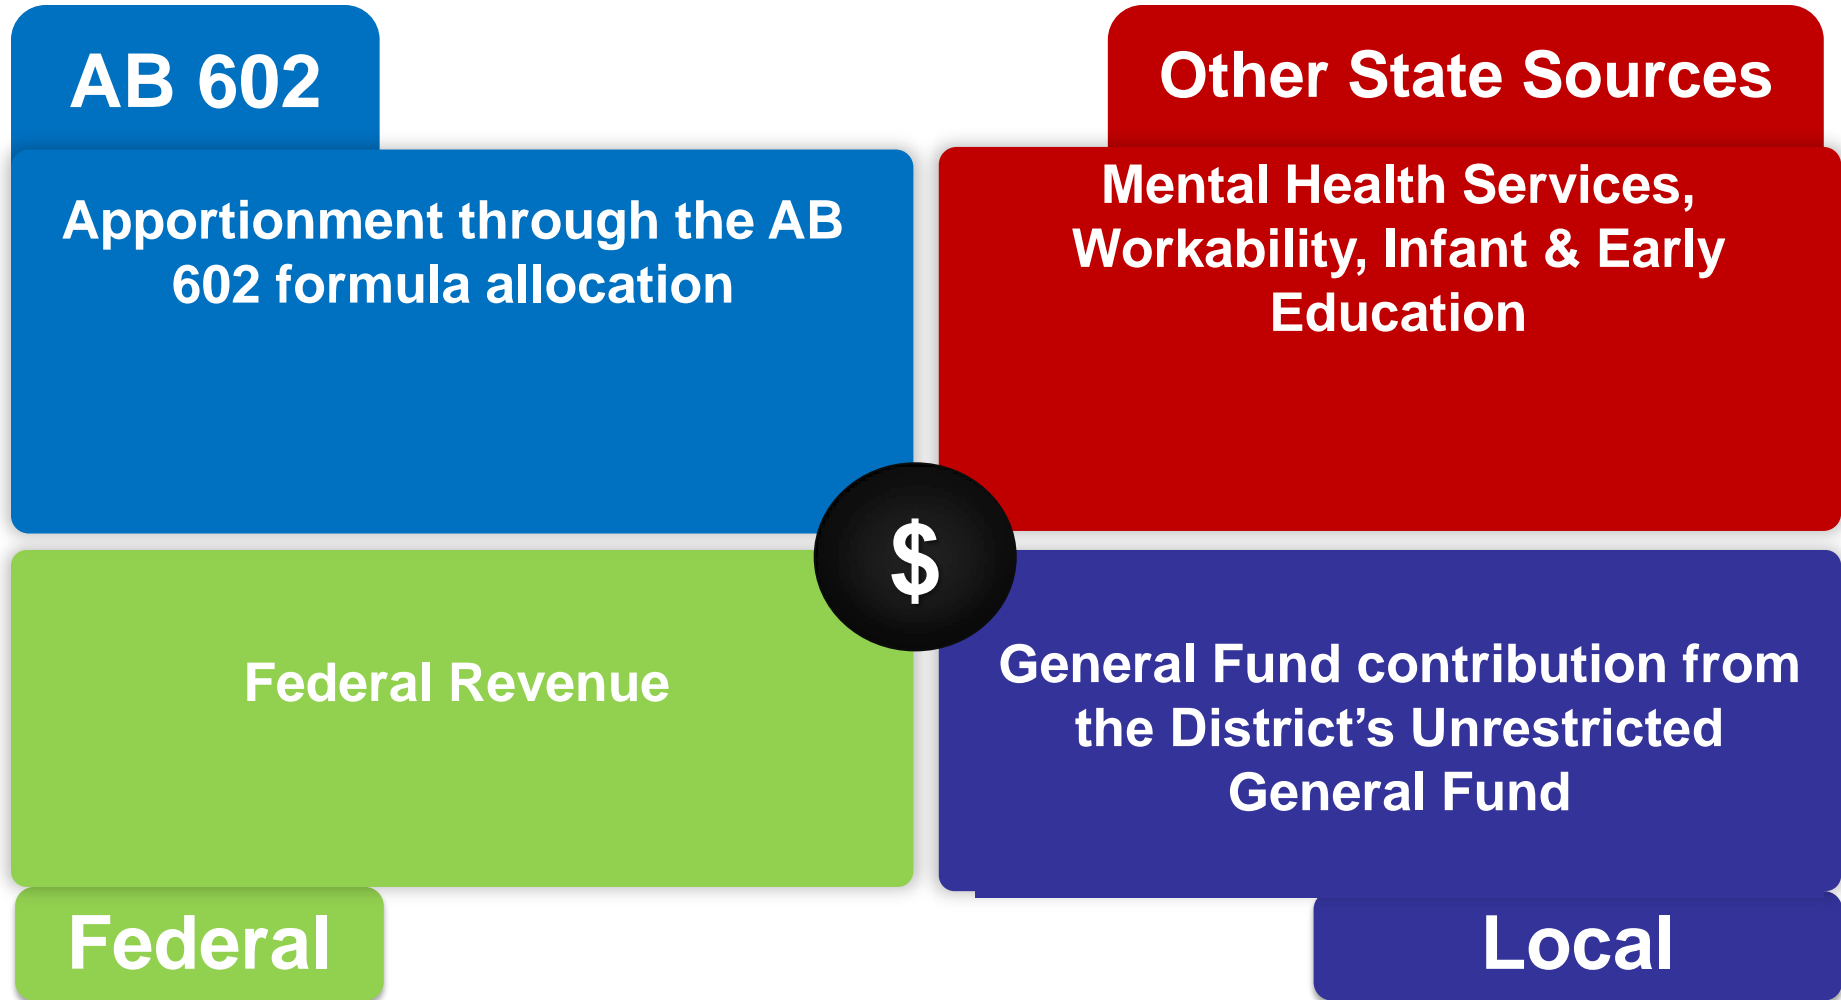 AB 602
Apportionment through the AB
602 formula allocation
Other State Sources
Mental Health Services,
Workability, Infant & Early
Education
$
Federal Revenue
Federal
General Fund contribution from
the District’s Unrestricted
General Fund
Local